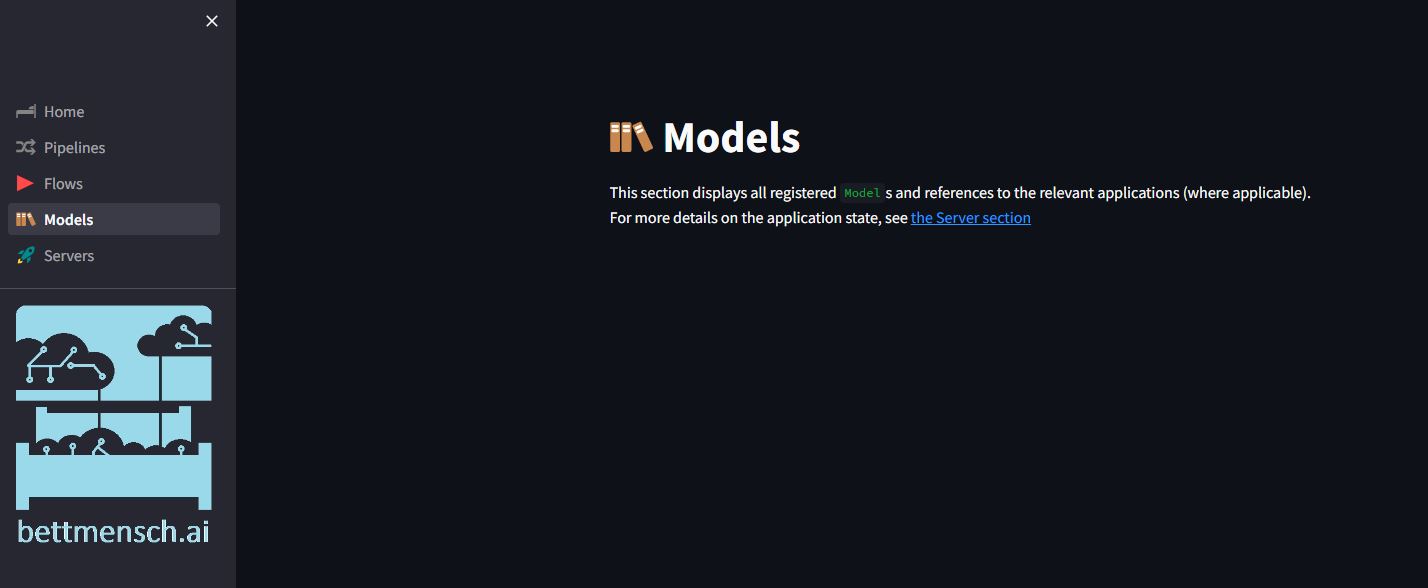 Home
Pipelines
Flows
Models
Servers
bettmensch.ai
Models
This section displays all registered Models and references to the relevant applications (where applicable).
For more details on the application state, see the Server section